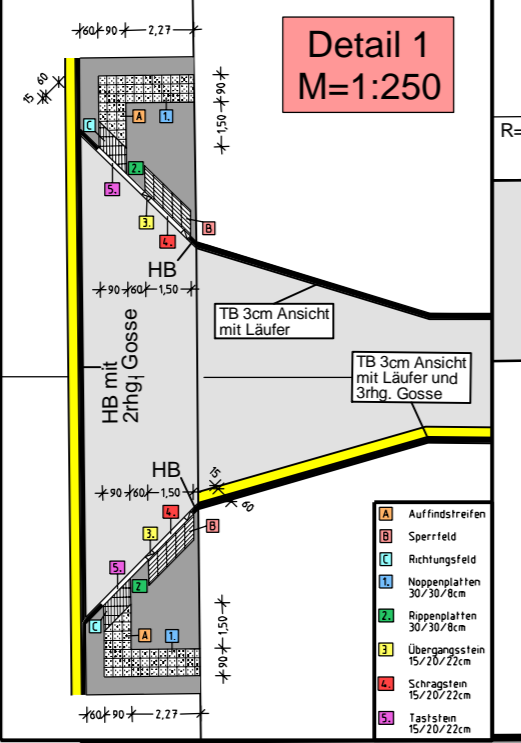 60 90 2,27
Detail 1
M=1:250
60
15
90
1,50
C
A
1.
R=
2.
5.
3.
B
4.
HB
90 60 1,50
TB 3cm Ansicht
mit Läufer
HB mit
2rhg. Gosse
TB 3cm Ansicht
mit Läufer und
3rhg. Gosse
HB
15
90 60 1,50
60
4.
B
3.
5.
2.
C
A
1.
1,50
90
60 90 2,27
A Auffindstreifen
B Sperrfeld
C Richtungsfeld
1. Noppenplatten
30/30/8cm
2. Rippenplatten
30/30/8cm
3 Übergangsstein
15/20/22cm
4. Schragstein
15/20/22cm
5. Taststein
15/20/22cm